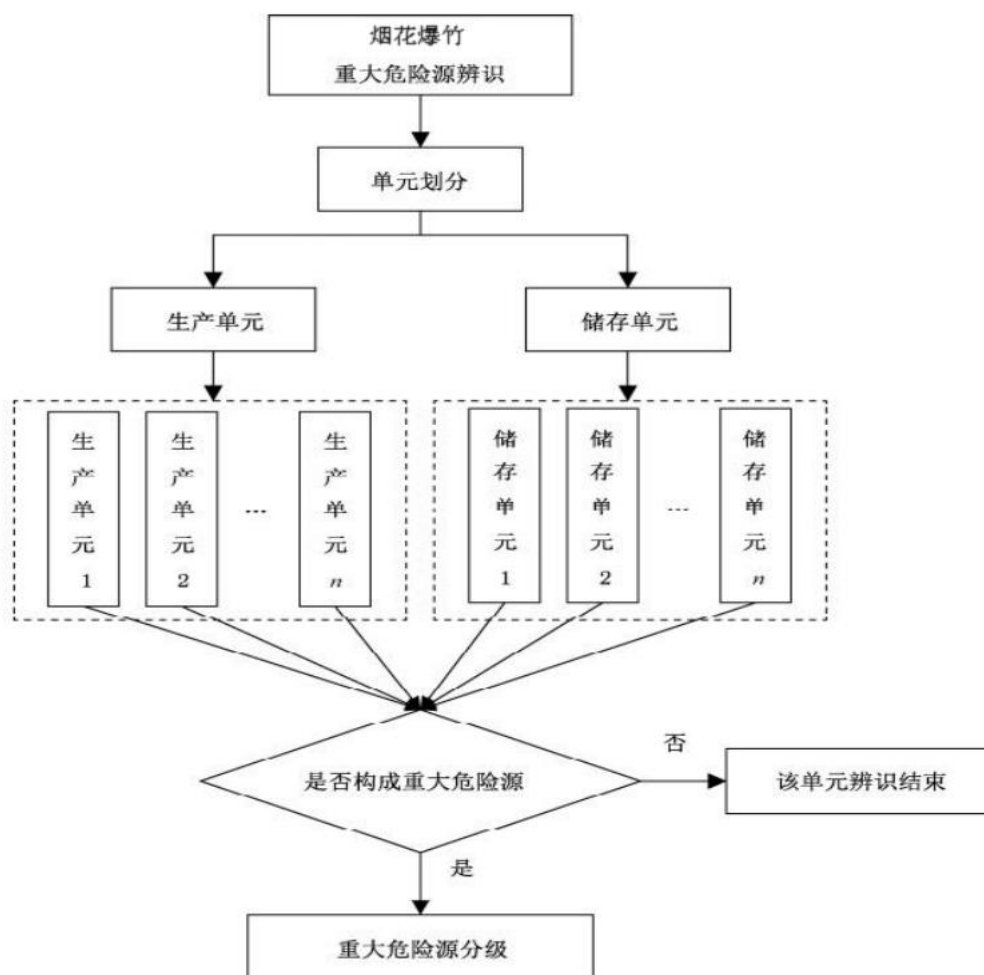 烟花爆竹
重大危险源辨识
单元划分
生产单元
储存单元
生产单元1
生产单元2
…
生产单元n
储存单元1
储存单元2
…
储存单元n
是否构成重大危险源
否
该单元辨识结束
是
重大危险源分级